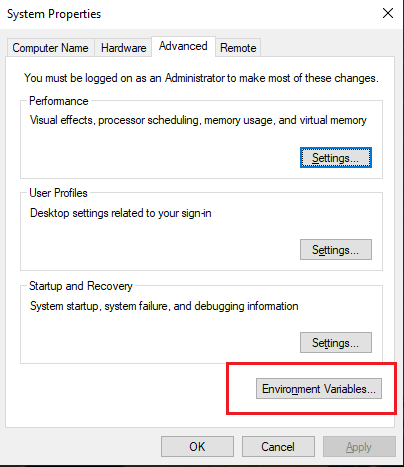 System Properties
Computer Name Hardware Advanced Remote
You must be logged on as an Administrator to make most of these changes.
Performance
Visual effects, processor scheduling, memory usage, and virtual memory
Settings...
User Profiles
Desktop settings related to your sign-in
Settings...
Startup and Recovery
System startup, system failure, and debugging information
Settings...
Environment Variables...
OK Cancel Apply